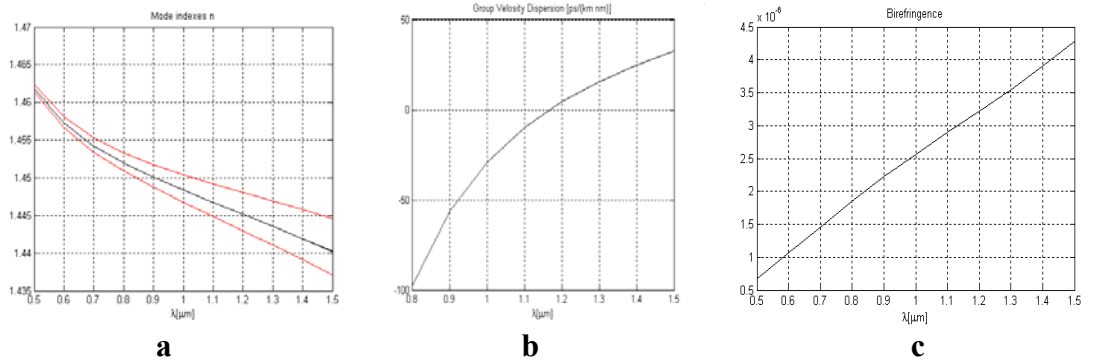 Mode indexes n
1.47
1.465
1.46
1.455
1.45
1.445
1.44
1.435
0.5 0.6 0.7 0.8 0.9 1 1.1 1.2 1.3 1.4 1.5
λ[μm]
a
Group Velosity Dispersion [ps/(km nm)]
50
0
-50
-100
0.8 0.9 1 1.1 1.2 1.3 1.4 1.5
λ[μm]
b
Birefringence
x 10⁻⁶
4.5
4
3.5
3
2.5
2
1.5
1
0.5
0.5 0.6 0.7 0.8 0.9 1 1.1 1.2 1.3 1.4 1.5
λ[μm]
c